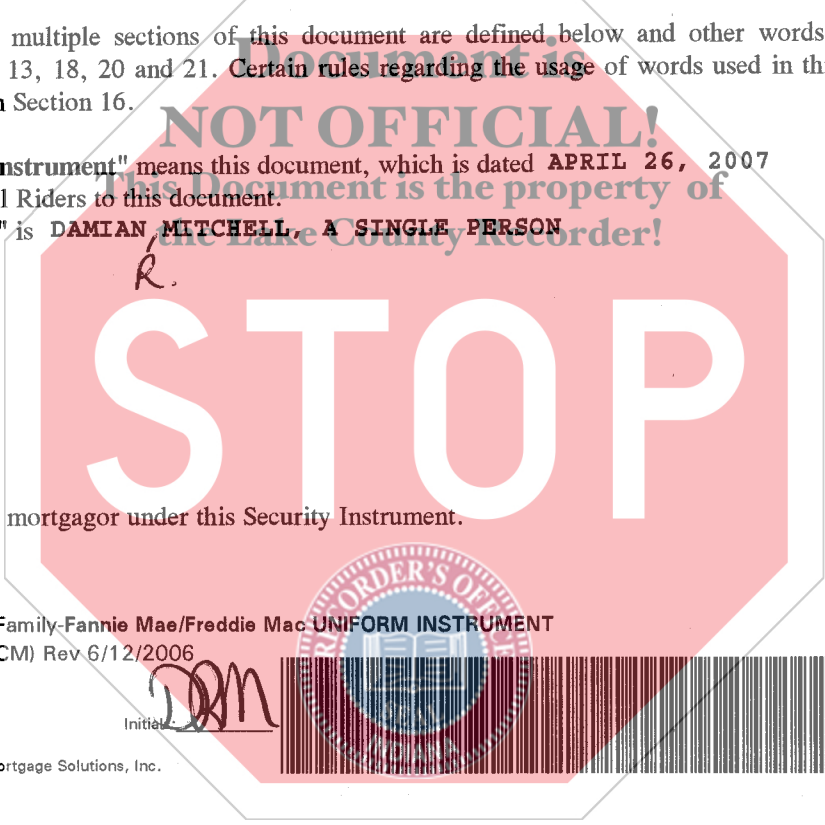 multiple sections of this document are defined below and other words
Document is
13, 18, 20 and 21. Certain rules regarding the usage of words used in th
Section 16.
NOT OFFICIAL!
nstrument" means this document, which is dated APRIL 26, 2007
This Document is the property of
l Riders to this document.
" is DAMIAN MITCHELL, A SINGLE PERSON
the Lake County Recorder!
R.
STOP
mortgagor under this Security Instrument.
RECORDER'S OFFICE
Family-Fannie Mae/Freddie Mac UNIFORM INSTRUMENT
CM) Rev 6/12/2006
DRM
Initials:
SEAL
INDIANA
ortgage Solutions, Inc.